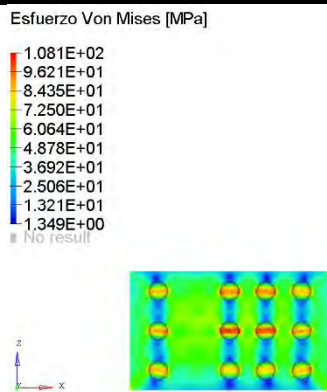 Esfuerzo Von Mises [MPa]
1.081E+02
9.621E+01
8.435E+01
7.250E+01
6.064E+01
4.878E+01
3.692E+01
2.506E+01
1.321E+01
1.349E+00
No result
z
x